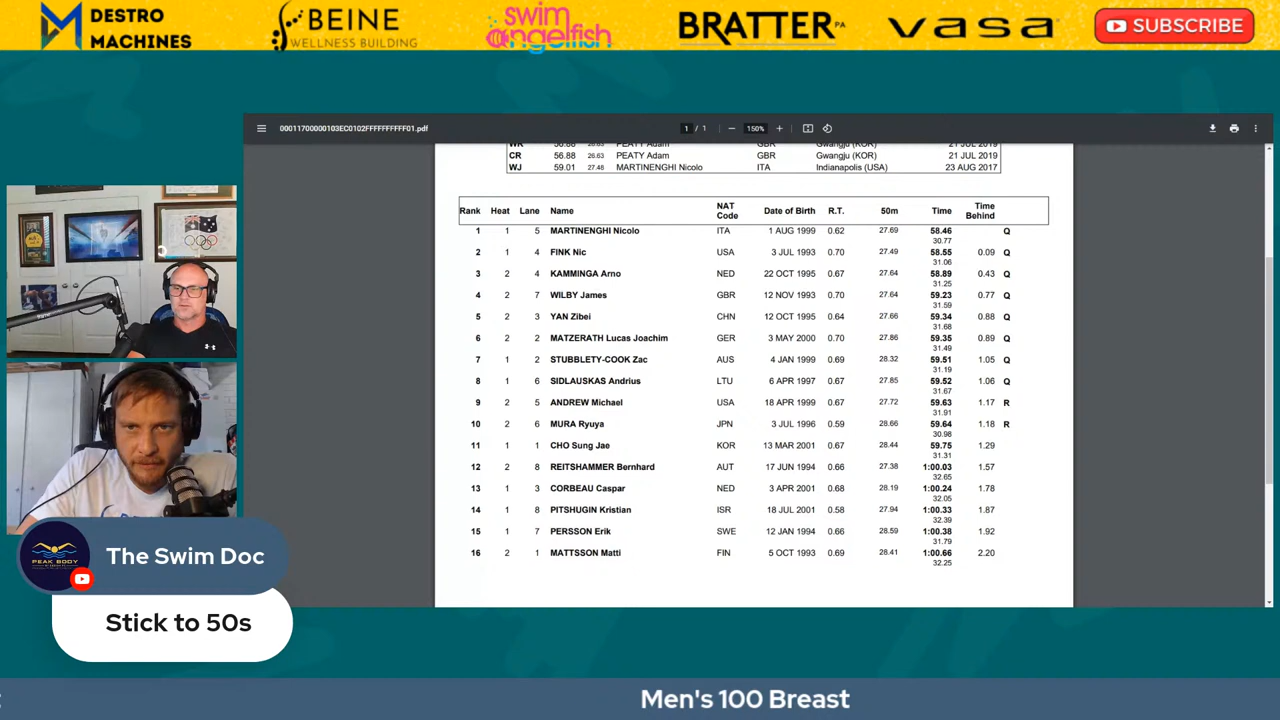 DESTRO
MACHINES
BEINE
WELLNESS BUILDING
swim
angelfish
BRATTER PA
vasa
SUBSCRIBE
00011700000103EC0102FFFFFFFFFF01.pdf
1 / 1
150%
WR 56.88 26.63 PEATY Adam GBR Gwangju (KOR) 21 JUL 2019
CR 56.88 26.63 PEATY Adam GBR Gwangju (KOR) 21 JUL 2019
WJ 59.01 27.48 MARTINENGHI Nicolo ITA Indianapolis (USA) 23 AUG 2017
Rank Heat Lane Name NAT Code Date of Birth R.T. 50m Time Time Behind
1 1 5 MARTINENGHI Nicolo ITA 1 AUG 1999 0.62 27.69 58.46 Q
30.77
2 1 4 FINK Nic USA 3 JUL 1993 0.70 27.49 58.55 0.09 Q
31.06
3 2 4 KAMMINGA Arno NED 22 OCT 1995 0.67 27.64 58.89 0.43 Q
31.25
4 2 7 WILBY James GBR 12 NOV 1993 0.70 27.64 59.23 0.77 Q
31.59
5 2 3 YAN Zibei CHN 12 OCT 1995 0.64 27.66 59.34 0.88 Q
31.68
6 2 2 MATZERATH Lucas Joachim GER 3 MAY 2000 0.70 27.86 59.35 0.89 Q
31.49
7 1 2 STUBBLETY-COOK Zac AUS 4 JAN 1999 0.69 28.32 59.51 1.05 Q
31.19
8 1 6 SIDLAUSKAS Andrius LTU 6 APR 1997 0.67 27.85 59.52 1.06 Q
31.67
9 2 5 ANDREW Michael USA 18 APR 1999 0.67 27.72 59.63 1.17 R
31.91
10 2 6 MURA Ryuya JPN 3 JUL 1996 0.59 28.66 59.64 1.18 R
30.98
11 1 1 CHO Sung Jae KOR 13 MAR 2001 0.67 28.44 59.75 1.29
31.31
12 2 8 REITSHAMMER Bernhard AUT 17 JUN 1994 0.66 27.38 1:00.03 1.57
32.65
13 1 3 CORBEAU Caspar NED 3 APR 2001 0.68 28.19 1:00.24 1.78
32.05
14 1 8 PITSHUGIN Kristian ISR 18 JUL 2001 0.58 27.94 1:00.33 1.87
32.39
15 1 7 PERSSON Erik SWE 12 JAN 1994 0.66 28.59 1:00.38 1.92
31.79
16 2 1 MATTSSON Matti FIN 5 OCT 1993 0.69 28.41 1:00.66 2.20
32.25
PEAK BODY
The Swim Doc
Stick to 50s
Men's 100 Breast